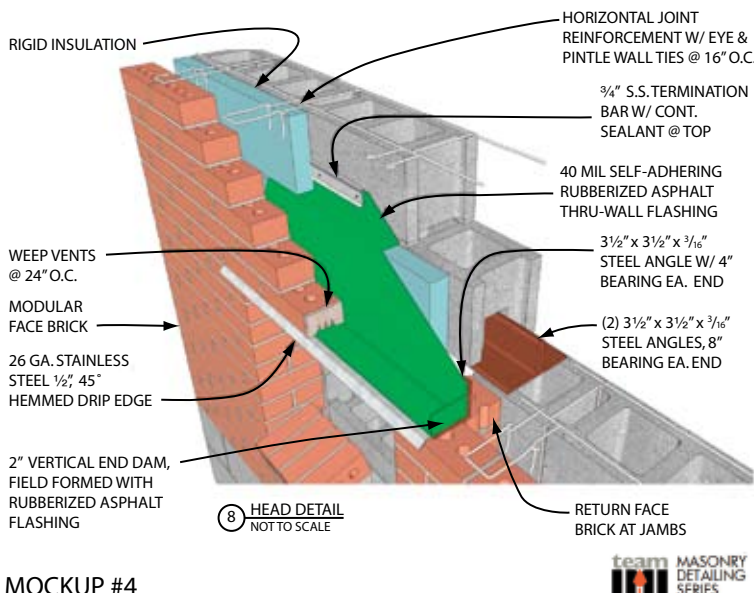 RIGID INSULATION
HORIZONTAL JOINT
REINFORCEMENT W/ EYE &
PINTLE WALL TIES @ 16" O.C.
¾" S.S. TERMINATION
BAR W/ CONT.
SEALANT @ TOP
40 MIL SELF-ADHERING
RUBBERIZED ASPHALT
THRU-WALL FLASHING
WEEP VENTS
@ 24" O.C.
3½" x 3½" x ³⁄₁₆"
STEEL ANGLE W/ 4"
BEARING EA. END
MODULAR
FACE BRICK
(2) 3½" x 3½" x ³⁄₁₆"
STEEL ANGLES, 8"
BEARING EA. END
26 GA. STAINLESS
STEEL ½", 45°
HEMMED DRIP EDGE
2" VERTICAL END DAM,
FIELD FORMED WITH
RUBBERIZED ASPHALT
FLASHING
8 HEAD DETAIL
NOT TO SCALE
RETURN FACE
BRICK AT JAMBS
MOCKUP #4
team MASONRY
DETAILING
SERIES